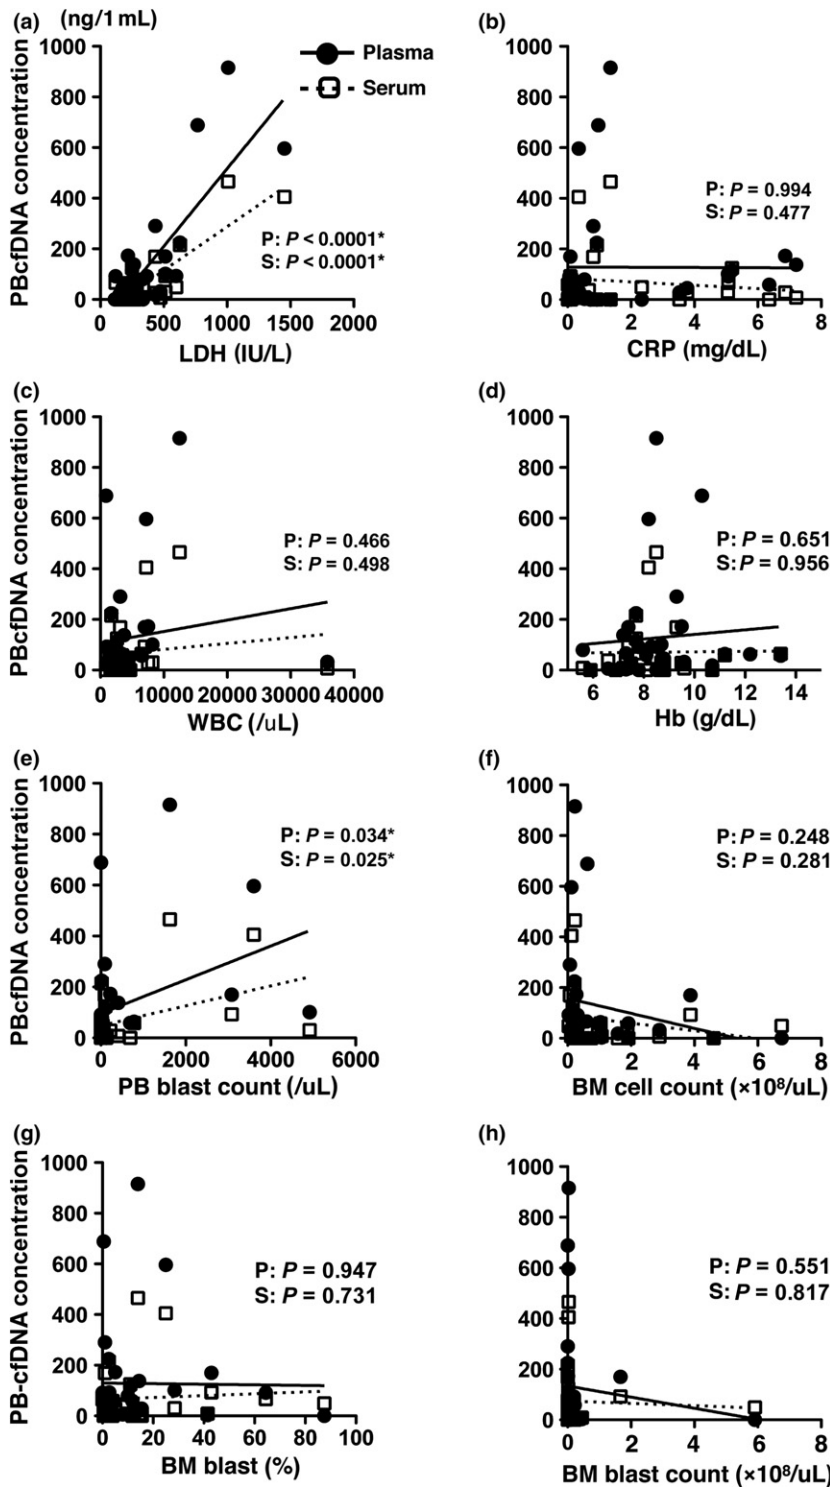 (a) (ng/1 mL)
PBcfDNA concentration
1000
800
600
400
200
0
Plasma
Serum
P: P < 0.0001*
S: P < 0.0001*
0 500 1000 1500 2000
LDH (IU/L)
(b)
1000
800
600
400
200
0
P: P = 0.994
S: P = 0.477
0 2 4 6 8
CRP (mg/dL)
(c)
PBcfDNA concentration
1000
800
600
400
200
0
P: P = 0.466
S: P = 0.498
0 10000 20000 30000 40000
WBC (/uL)
(d)
1000
800
600
400
200
0
P: P = 0.651
S: P = 0.956
6 8 10 12 14
Hb (g/dL)
(e)
PBcfDNA concentration
1000
800
600
400
200
0
P: P = 0.034*
S: P = 0.025*
0 2000 4000 6000
PB blast count (/uL)
(f)
1000
800
600
400
200
0
P: P = 0.248
S: P = 0.281
0 2 4 6 8
BM cell count (×10⁸/uL)
(g)
PB-cfDNA concentration
1000
800
600
400
200
0
P: P = 0.947
S: P = 0.731
0 20 40 60 80 100
BM blast (%)
(h)
1000
800
600
400
200
0
P: P = 0.551
S: P = 0.817
0 2 4 6 8
BM blast count (×10⁸/uL)